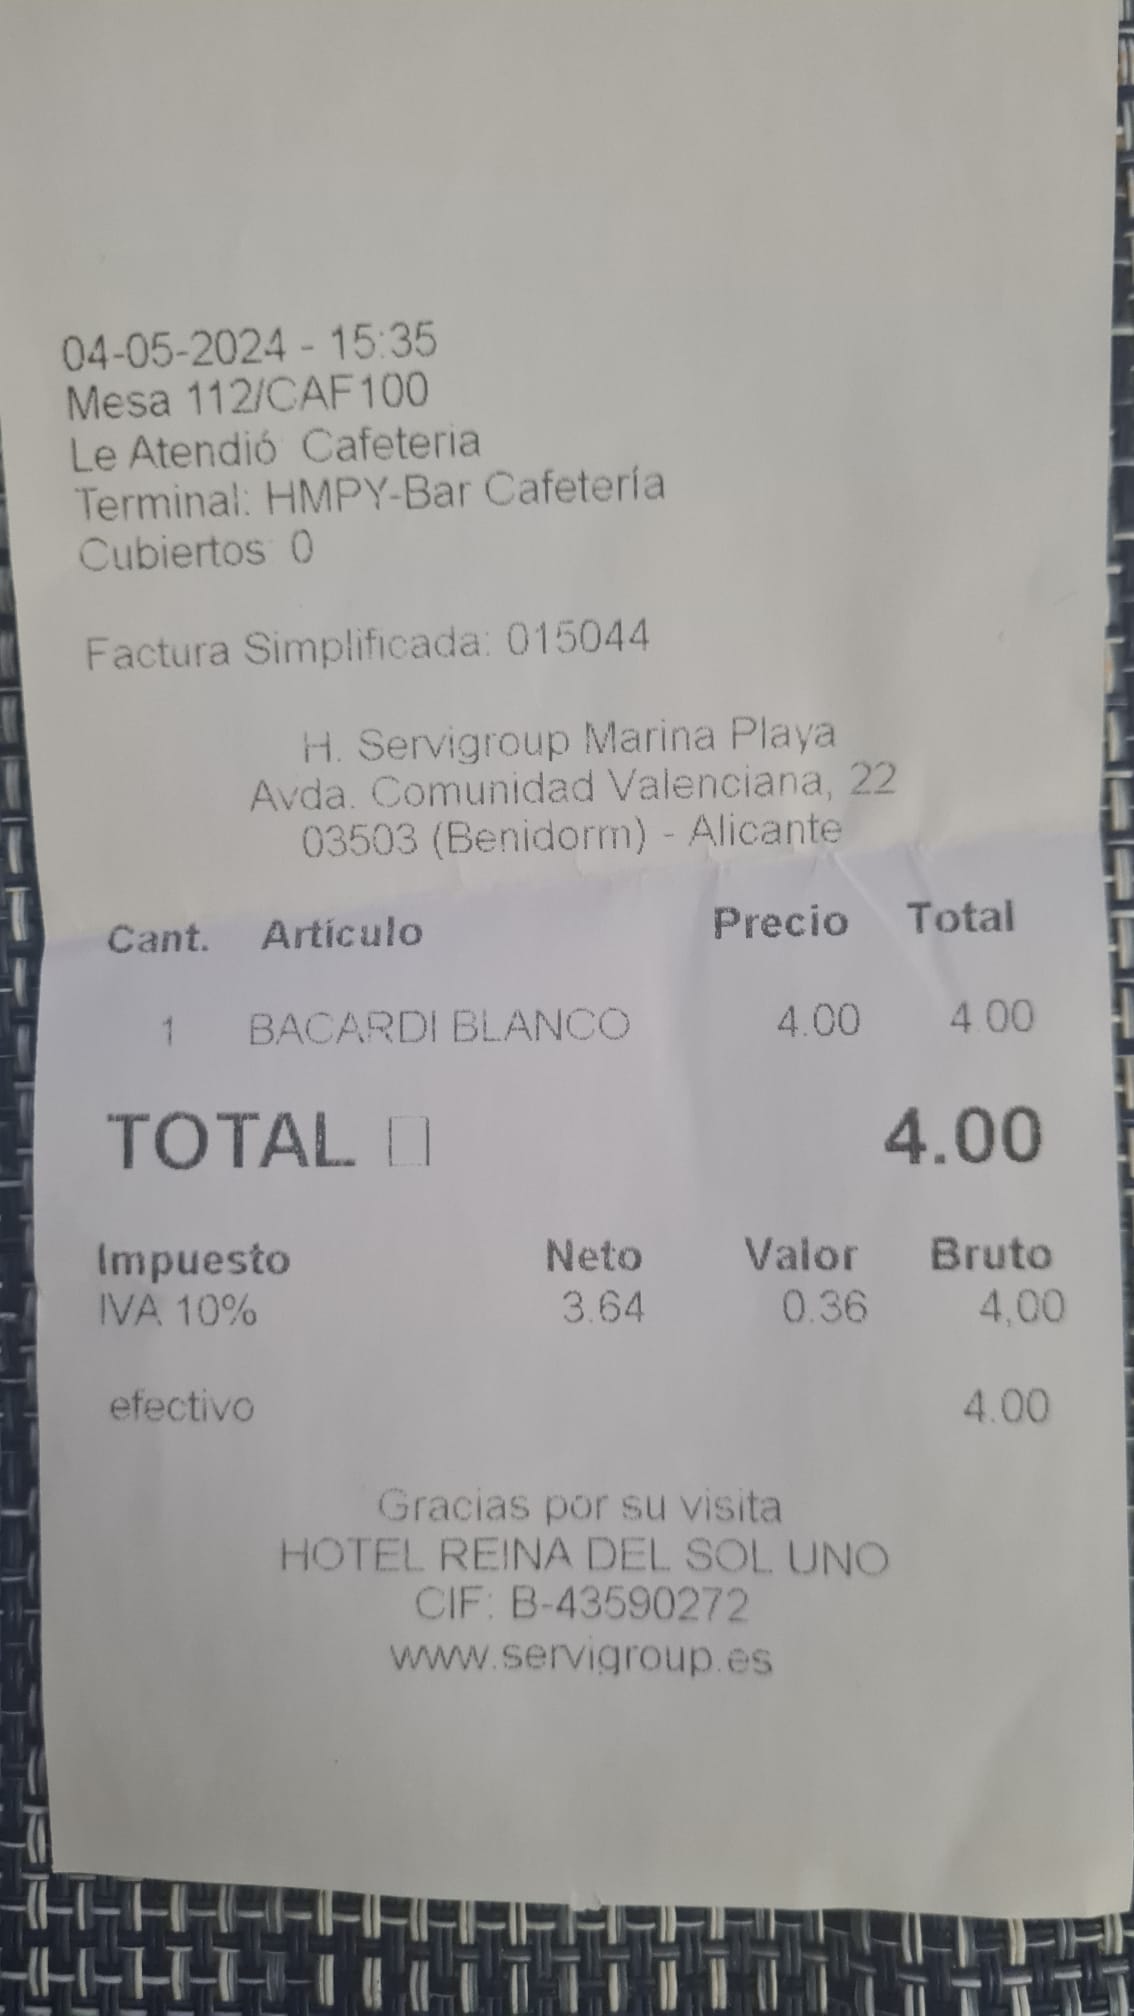 04-05-2024 - 15:35
Mesa 112/CAF100
Le Atendió Cafeteria
Terminal: HMPY-Bar Cafetería
Cubiertos 0
Factura Simplificada: 015044
H. Servigroup Marina Playa
Avda. Comunidad Valenciana, 22
03503 (Benidorm) - Alicante
Cant. Artículo Precio Total
1 BACARDI BLANCO 4.00 4.00
TOTAL 4.00
Impuesto Neto Valor Bruto
IVA 10% 3.64 0.36 4,00
efectivo 4.00
Gracias por su visita
HOTEL REINA DEL SOL UNO
CIF: B-43590272
www.servigroup.es